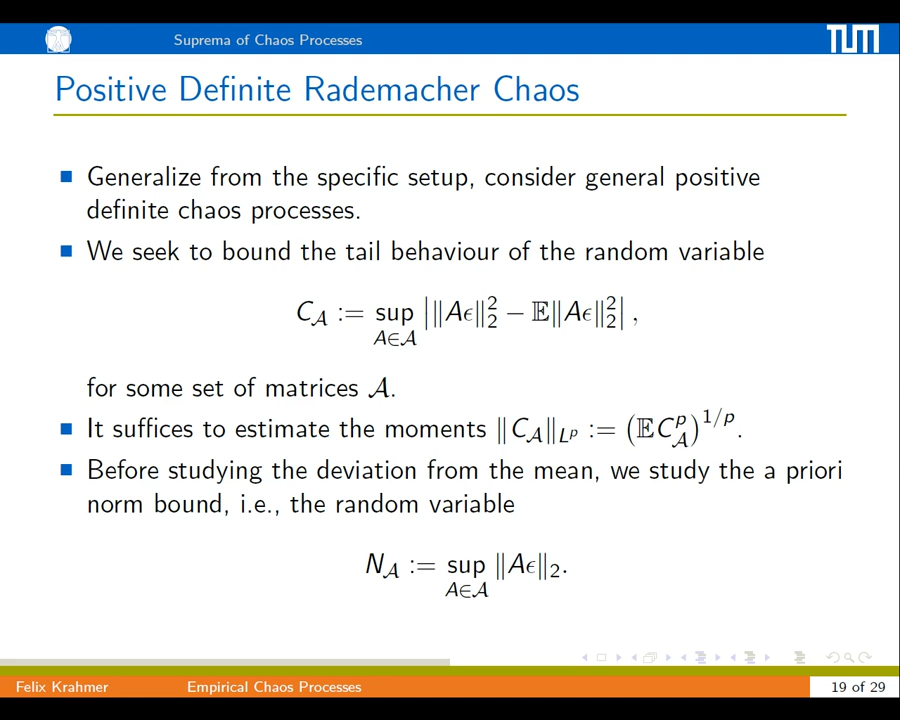 Suprema of Chaos Processes
TUM
Positive Definite Rademacher Chaos
Generalize from the specific setup, consider general positive
definite chaos processes.
We seek to bound the tail behaviour of the random variable
C_𝒜 := sup_{A∈𝒜} | ‖Aϵ‖₂² − 𝔼‖Aϵ‖₂² | ,
for some set of matrices 𝒜.
It suffices to estimate the moments ‖C_𝒜‖_{L^p} := (𝔼C_𝒜^p)^{1/p}.
Before studying the deviation from the mean, we study the a priori
norm bound, i.e., the random variable
N_𝒜 := sup_{A∈𝒜} ‖Aϵ‖₂.
Felix Krahmer Empirical Chaos Processes 19 of 29